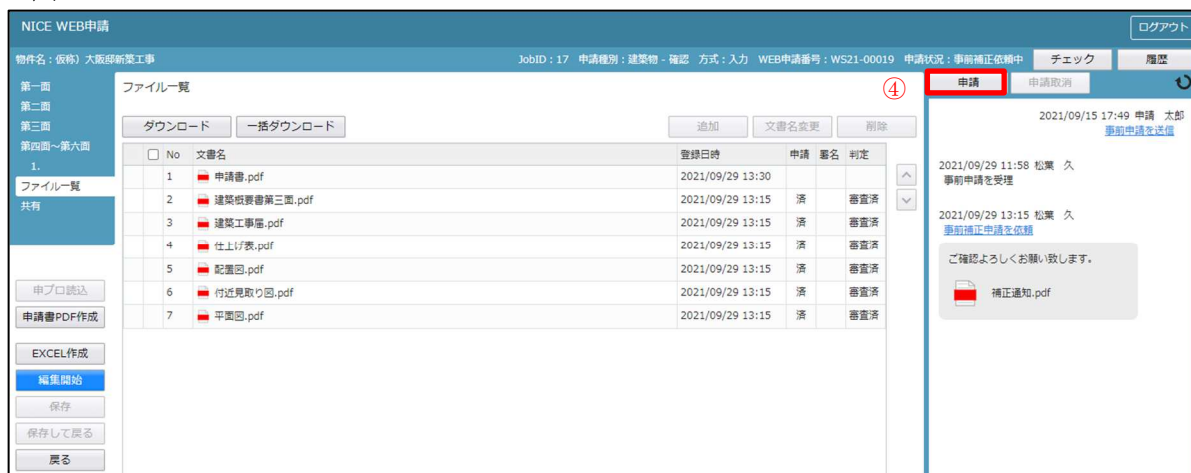 NICE WEB申請
ログアウト
物件名：仮称）大阪邸新築工事
JobID：17 申請種別：建築物 - 確認 方式：入力 WEB申請番号：WS21-00019 申請状況：事前補正依頼中
チェック
履歴
第一面
第二面
第三面
第四面～第六面
1.
ファイル一覧
共有
申プロ読込
申請書PDF作成
EXCEL作成
編集開始
保存
保存して戻る
戻る
ファイル一覧
④
ダウンロード 一括ダウンロード 追加 文書名変更 削除
No 文書名 登録日時 申請 署名 判定
1 申請書.pdf 2021/09/29 13:30
2 建築概要書第三面.pdf 2021/09/29 13:15 済 審査済
3 建築工事届.pdf 2021/09/29 13:15 済 審査済
4 仕上げ表.pdf 2021/09/29 13:15 済 審査済
5 配置図.pdf 2021/09/29 13:15 済 審査済
6 付近見取り図.pdf 2021/09/29 13:15 済 審査済
7 平面図.pdf 2021/09/29 13:15 済 審査済
申請 申請取消
2021/09/15 17:49 申請 太郎
事前申請を送信
2021/09/29 11:58 松葉 久
事前申請を受理
2021/09/29 13:15 松葉 久
事前補正申請を依頼
ご確認よろしくお願い致します。
補正通知.pdf